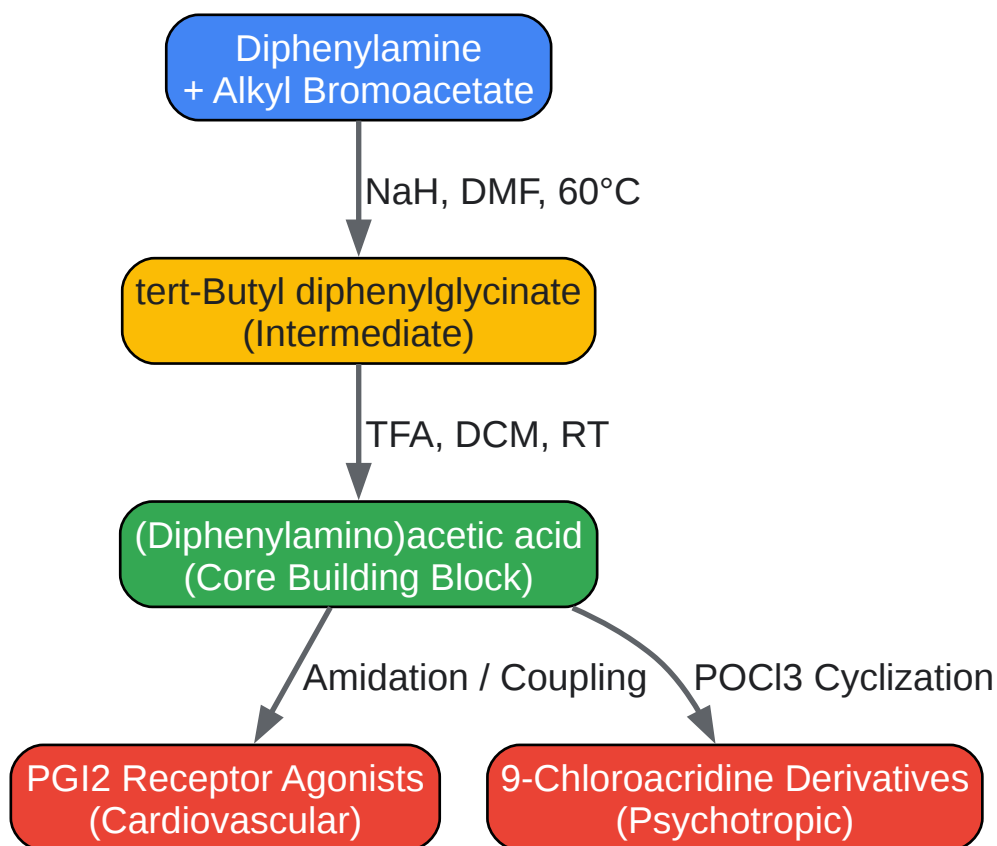 Diphenylamine
+ Alkyl Bromoacetate
NaH, DMF, 60°C
tert-Butyl diphenylglycinate
(Intermediate)
TFA, DCM, RT
(Diphenylamino)acetic acid
(Core Building Block)
Amidation / Coupling
POCl3 Cyclization
PGI2 Receptor Agonists
(Cardiovascular)
9-Chloroacridine Derivatives
(Psychotropic)